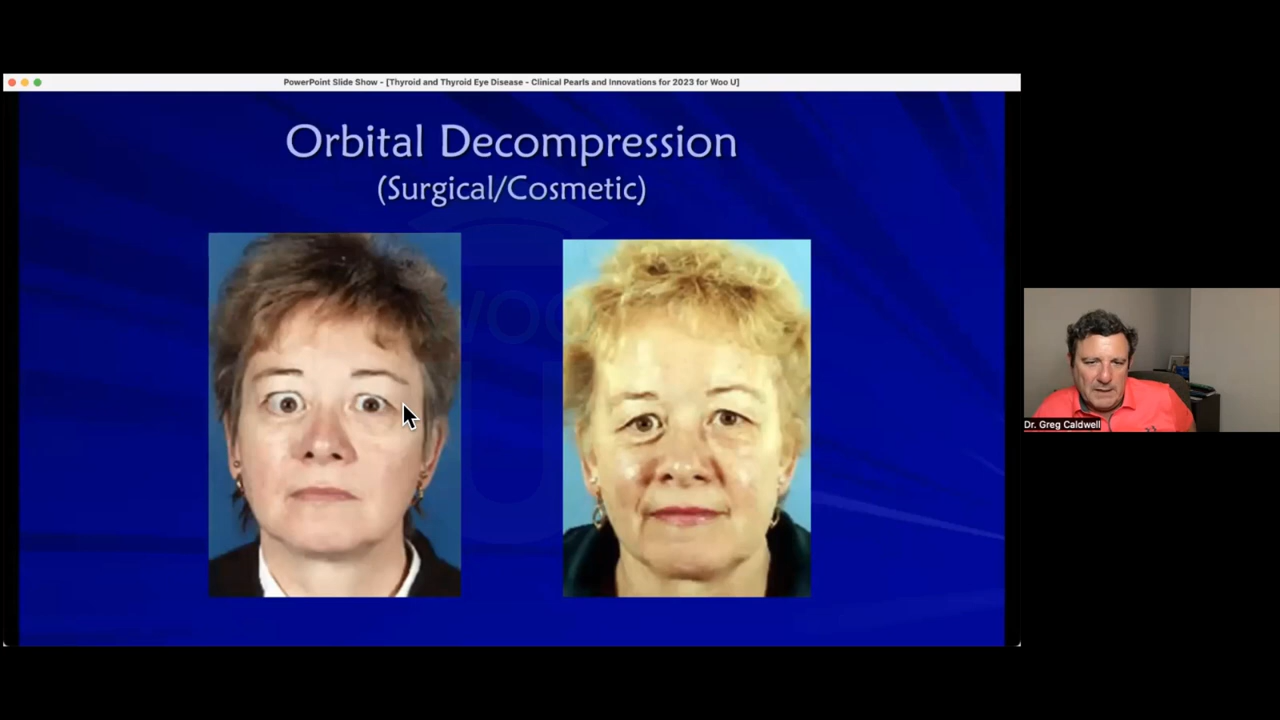 PowerPoint Slide Show - [Thyroid and Thyroid Eye Disease - Clinical Pearls and Innovations for 2023 for Woo U]
Orbital Decompression
(Surgical/Cosmetic)
WOO
U
Dr. Greg Caldwell